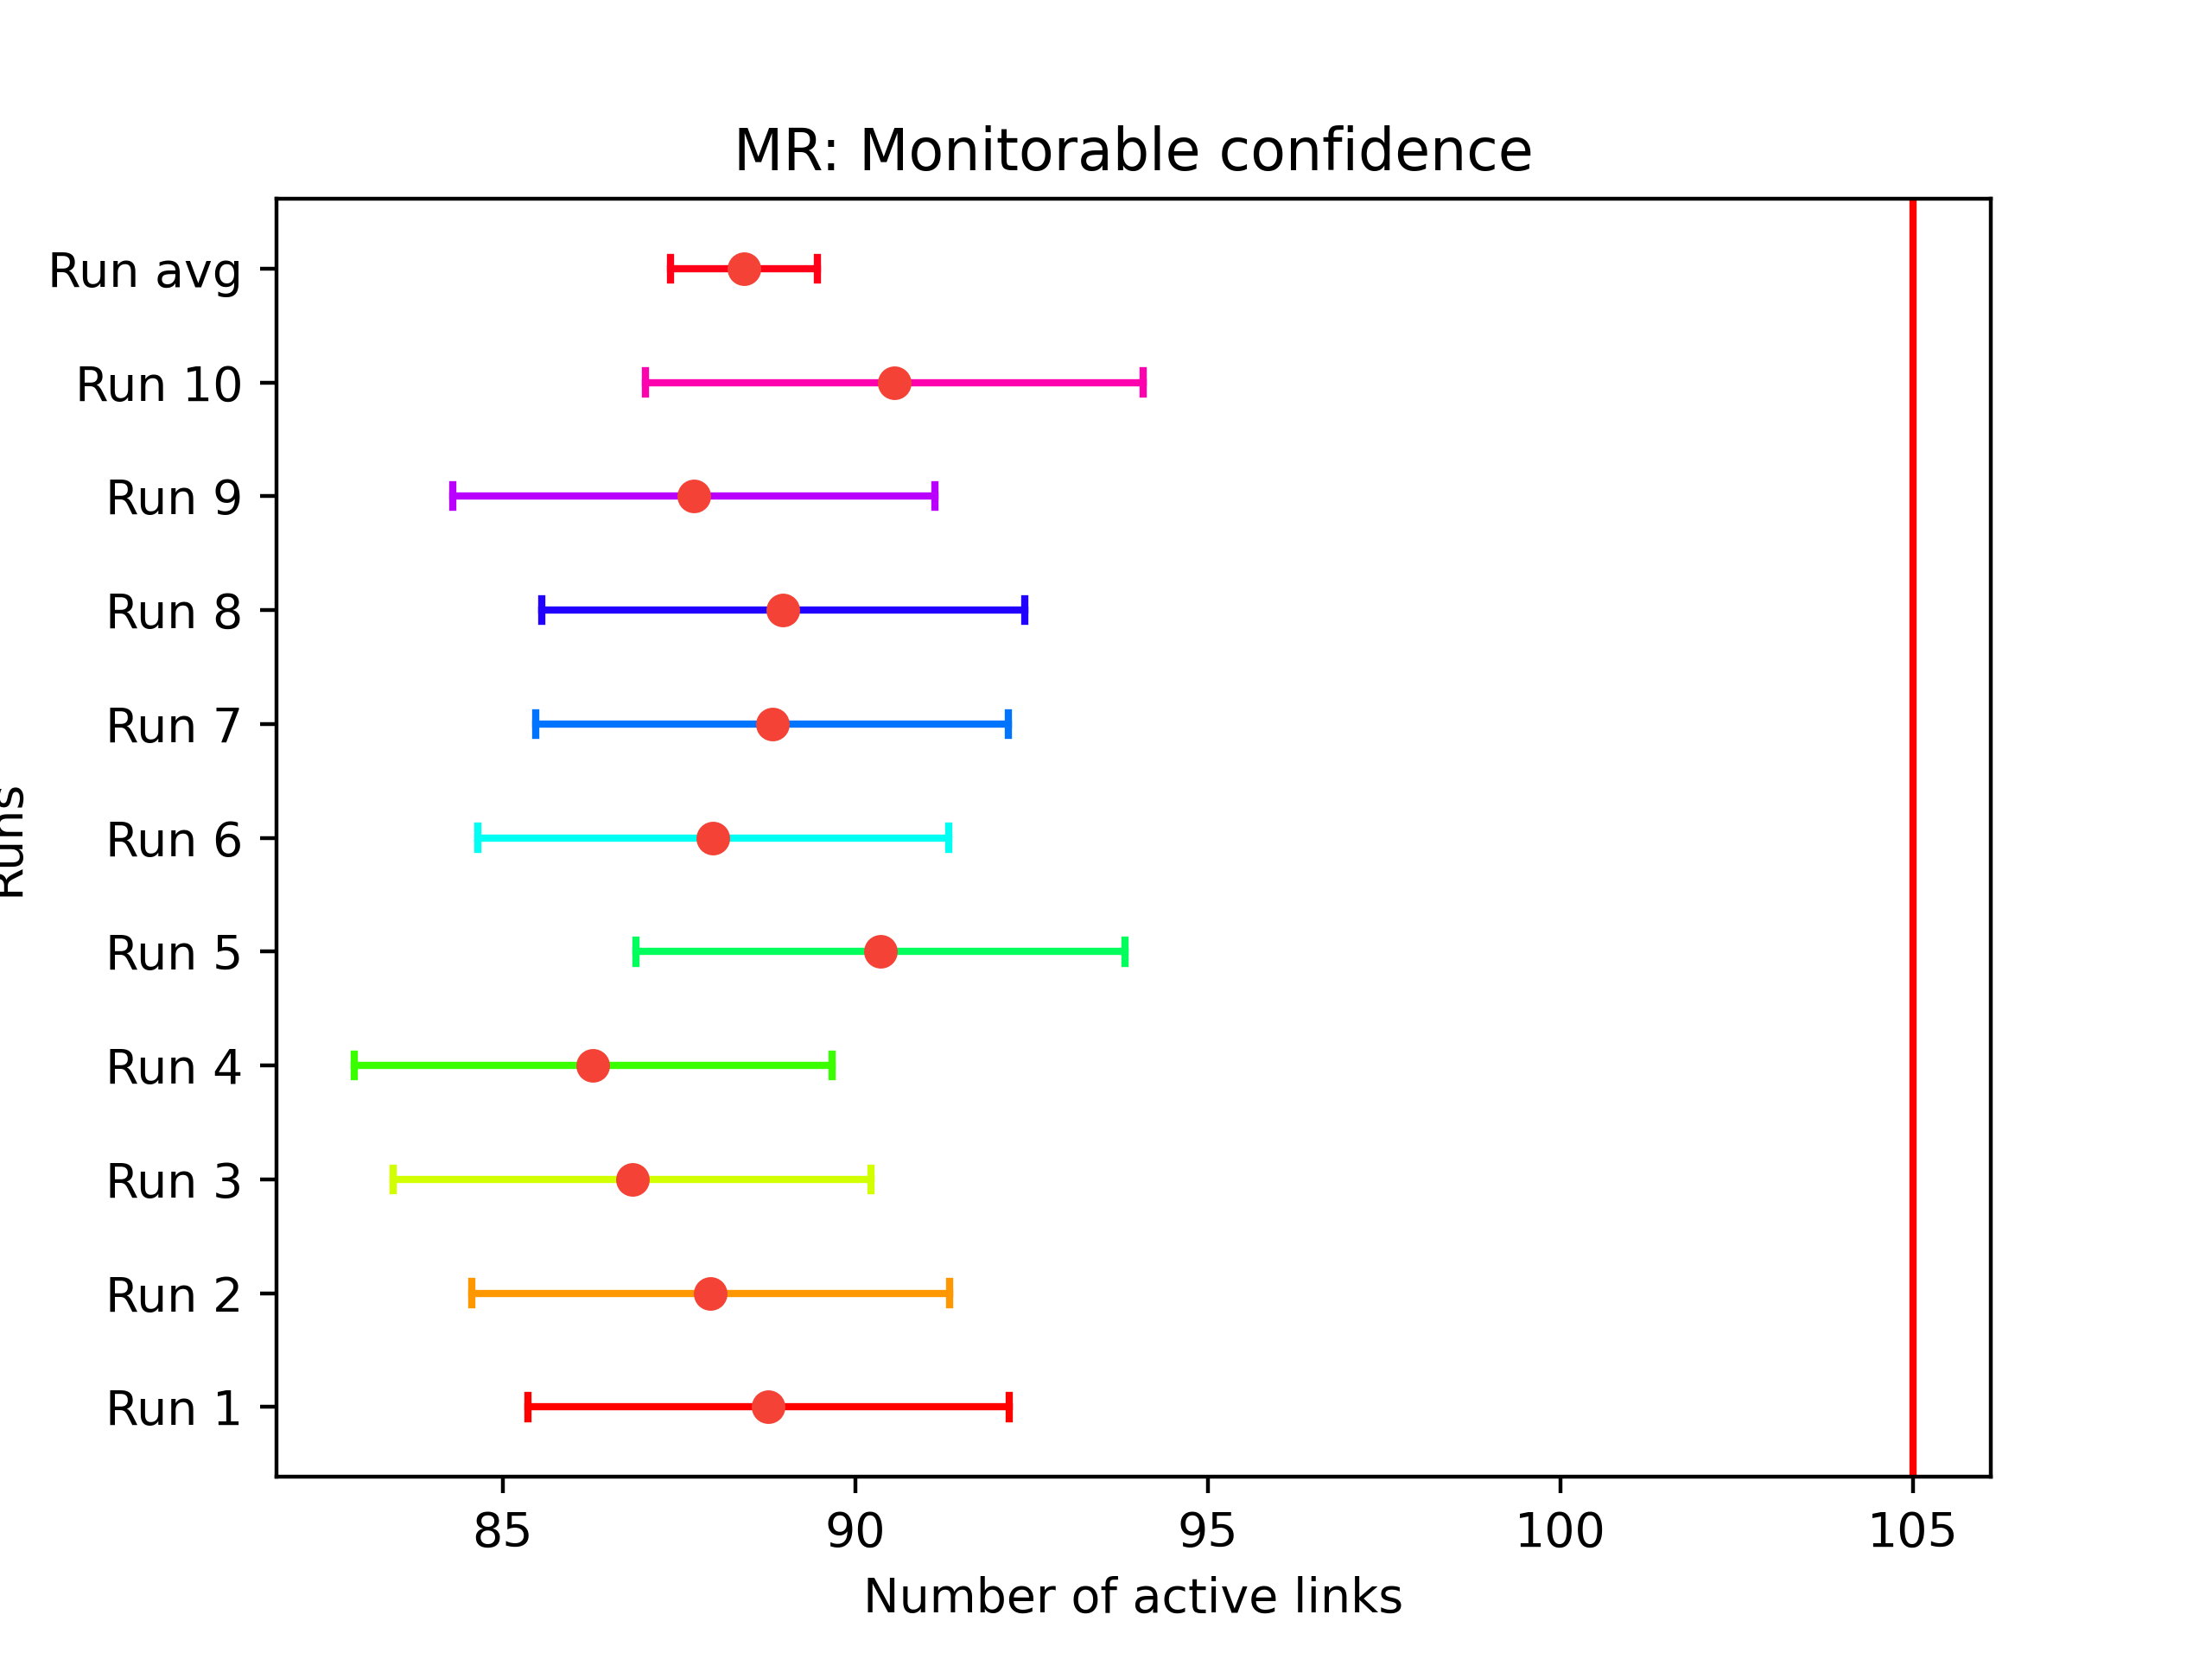 MR: Monitorable confidence
Run avg
Run 10
Run 9
Run 8
Run 7
Run 6
Run 5
Run 4
Run 3
Run 2
Run 1
Runs
85 90 95 100 105
Number of active links